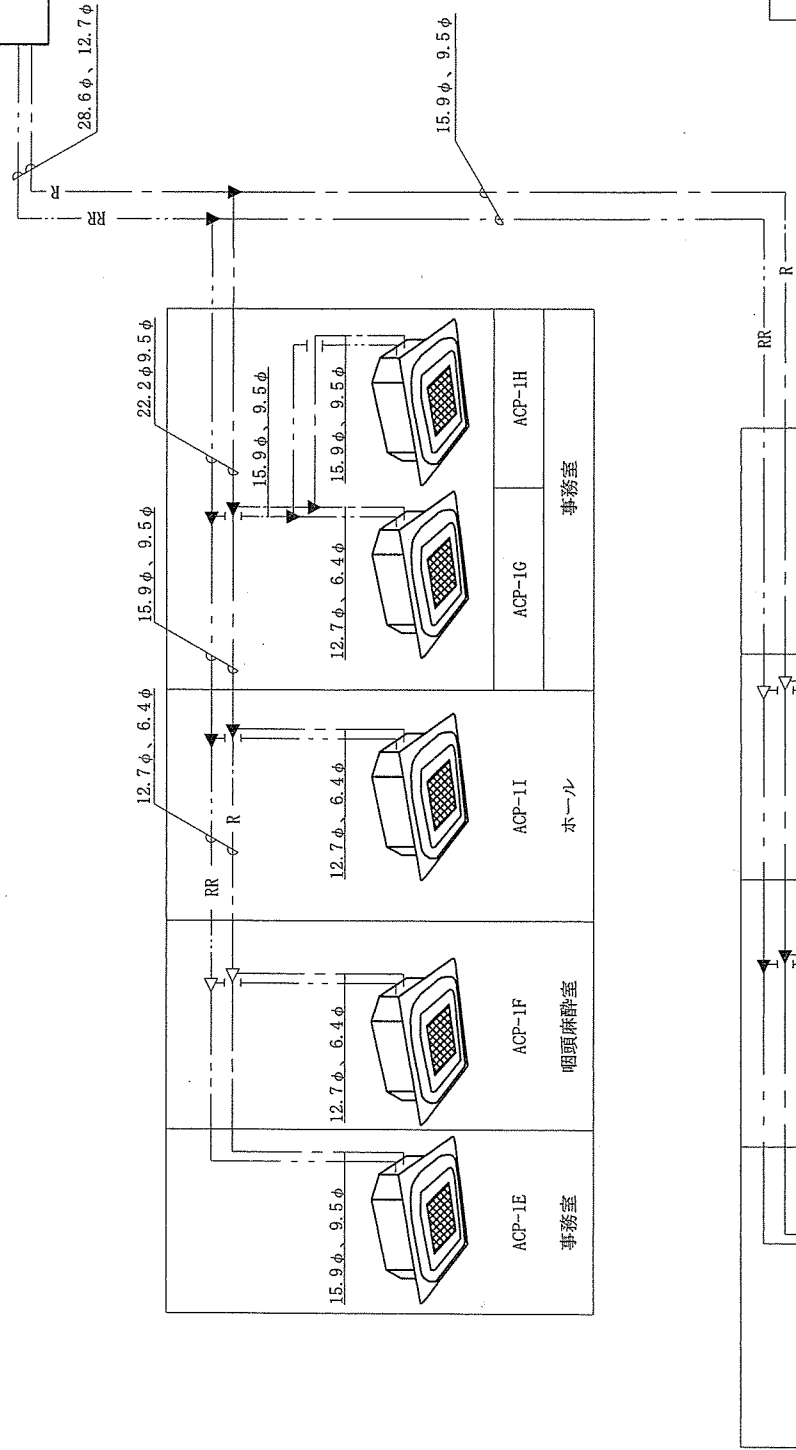 28.6φ、12.7φ
R
RR
15.9φ、9.5φ
22.2φ9.5φ
15.9φ、9.5φ
12.7φ、6.4φ
15.9φ、9.5φ
15.9φ、9.5φ
12.7φ、6.4φ
12.7φ、6.4φ
12.7φ、6.4φ
15.9φ、9.5φ
RR
R
RR
R
ACP-1E
ACP-1F
ACP-1I
ACP-1G
ACP-1H
事務室
咽頭麻酔室
ホール
事務室